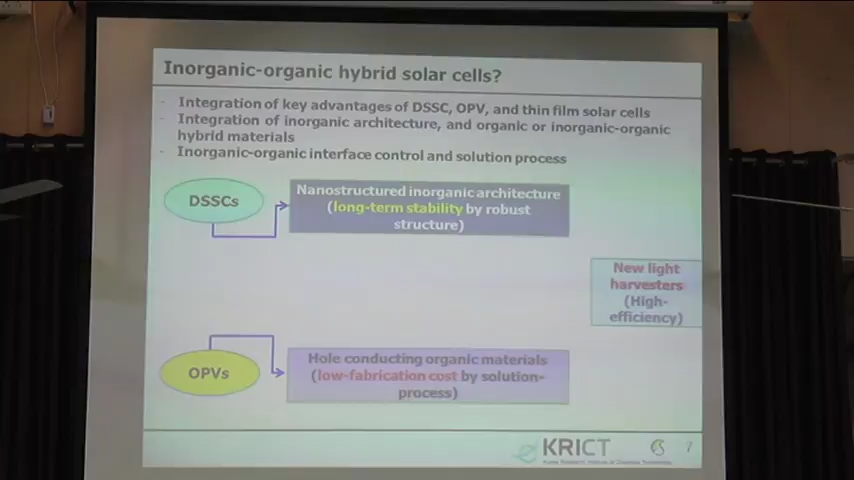 Inorganic-organic hybrid solar cells?
- Integration of key advantages of DSSC, OPV, and thin film solar cells
- Integration of inorganic architecture, and organic or inorganic-organic
hybrid materials
- Inorganic-organic interface control and solution process
DSSCs
Nanostructured inorganic architecture
(long-term stability by robust
structure)
New light
harvesters
(High-
efficiency)
OPVs
Hole conducting organic materials
(low-fabrication cost by solution-
process)
KRICT
7